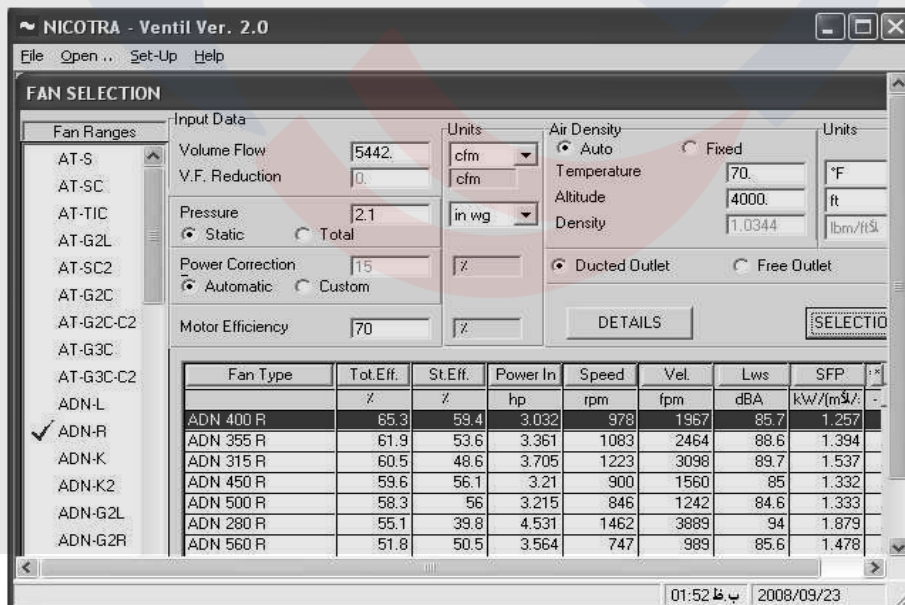 NICOTRA - Ventil Ver. 2.0
File Open .. Set-Up Help
FAN SELECTION
Fan Ranges
AT-S
AT-SC
AT-TIC
AT-G2L
AT-SC2
AT-G2C
AT-G2C-C2
AT-G3C
AT-G3C-C2
ADN-L
ADN-R
ADN-K
ADN-K2
ADN-G2L
ADN-G2R
Input Data
Units
Volume Flow 5442. cfm
V.F. Reduction 0. cfm
Pressure 2.1 in wg
Static Total
Power Correction 15 %
Automatic Custom
Motor Efficiency 70 %
Air Density
Units
Auto Fixed
Temperature 70. °F
Altitude 4000. ft
Density 1.0344
Ducted Outlet Free Outlet
DETAILS SELECTIO
Fan Type Tot.Eff. St.Eff. Power In Speed Vel. Lws SFP
% % hp rpm fpm dBA
ADN 400 R 65.3 59.4 3.032 978 1967 85.7 1.257
ADN 355 R 61.9 53.6 3.361 1083 2464 88.6 1.394
ADN 315 R 60.5 48.6 3.705 1223 3098 89.7 1.537
ADN 450 R 59.6 56.1 3.21 900 1560 85 1.332
ADN 500 R 58.3 56 3.215 846 1242 84.6 1.333
ADN 280 R 55.1 39.8 4.531 1462 3889 94 1.879
ADN 560 R 51.8 50.5 3.564 747 989 85.6 1.478
01:52 ب.ظ 2008/09/23